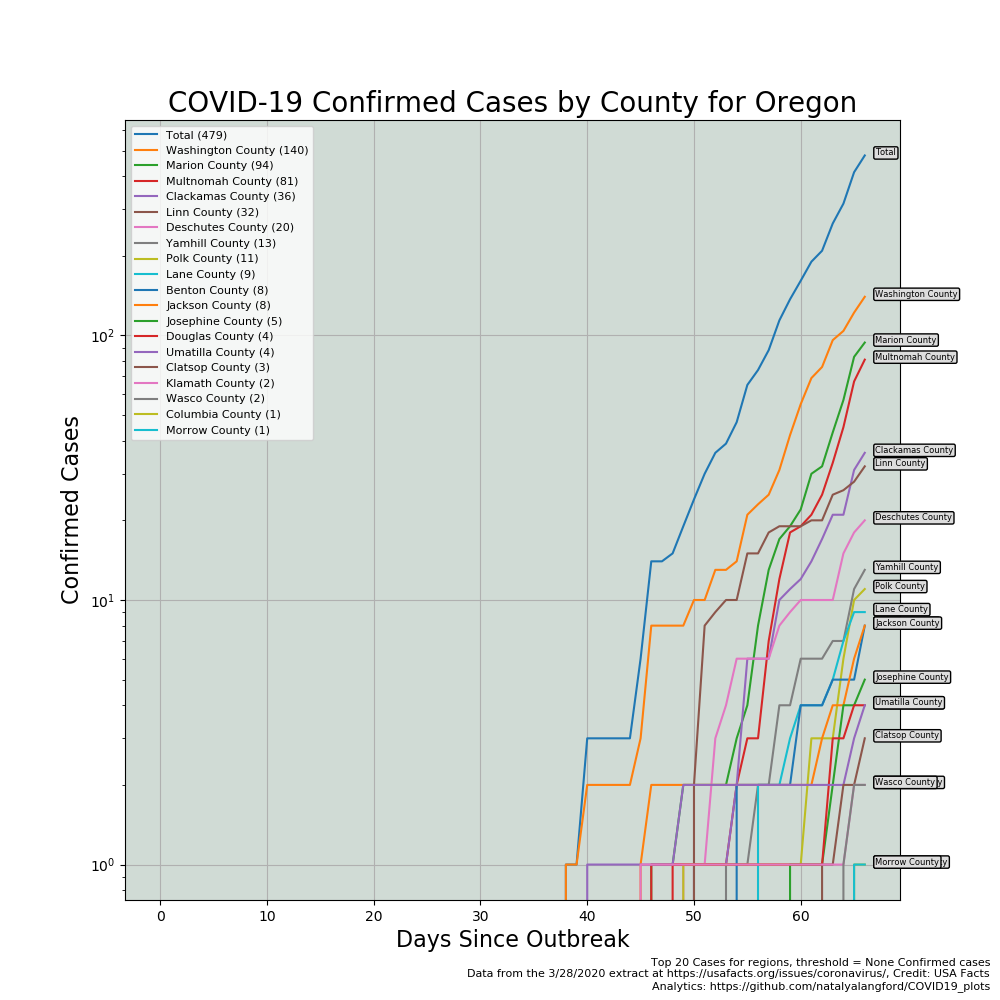 COVID-19 Confirmed Cases by County for Oregon
Total (479)
Washington County (140)
Marion County (94)
Multnomah County (81)
Clackamas County (36)
Linn County (32)
Deschutes County (20)
Yamhill County (13)
Polk County (11)
Lane County (9)
Benton County (8)
Jackson County (8)
Josephine County (5)
Douglas County (4)
Umatilla County (4)
Clatsop County (3)
Klamath County (2)
Wasco County (2)
Columbia County (1)
Morrow County (1)
Total
Washington County
Marion County
Multnomah County
Clackamas County
Linn County
Deschutes County
Yamhill County
Polk County
Lane County
Jackson County
Josephine County
Umatilla County
Clatsop County
Wasco County
Morrow County
Confirmed Cases
10²
10¹
10⁰
0 10 20 30 40 50 60
Days Since Outbreak
Top 20 Cases for regions, threshold = None Confirmed cases
Data from the 3/28/2020 extract at https://usafacts.org/issues/coronavirus/, Credit: USA Facts
Analytics: https://github.com/natalyalangford/COVID19_plots